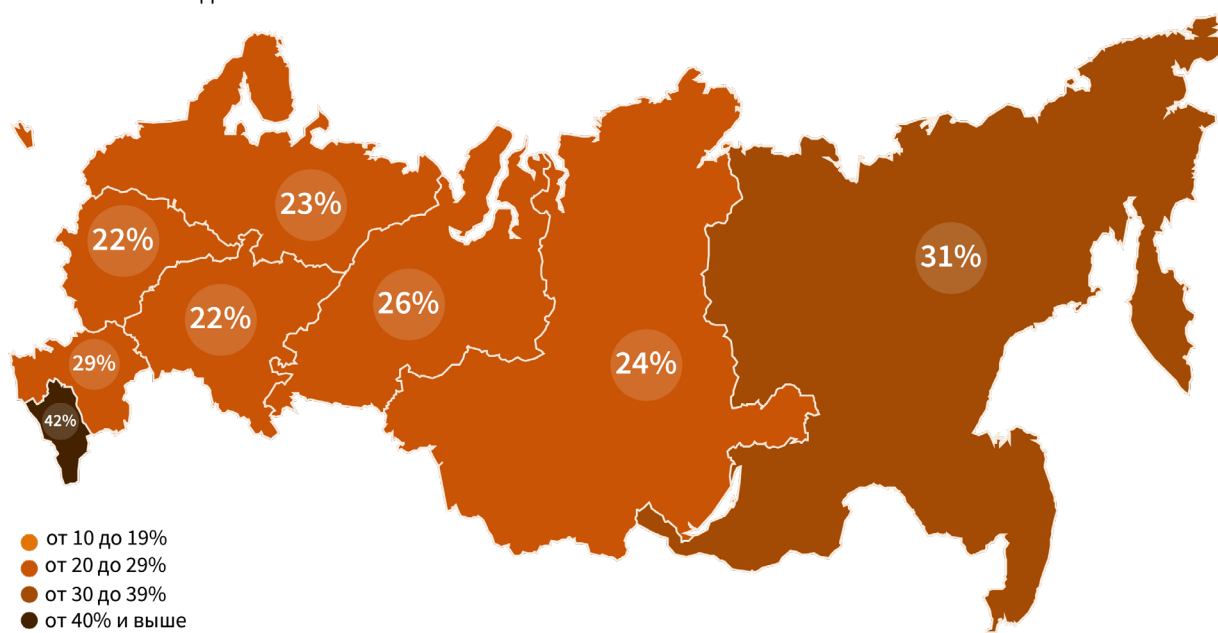 23%
22%
31%
26%
22%
24%
29%
42%
от 10 до 19%
от 20 до 29%
от 30 до 39%
от 40% и выше